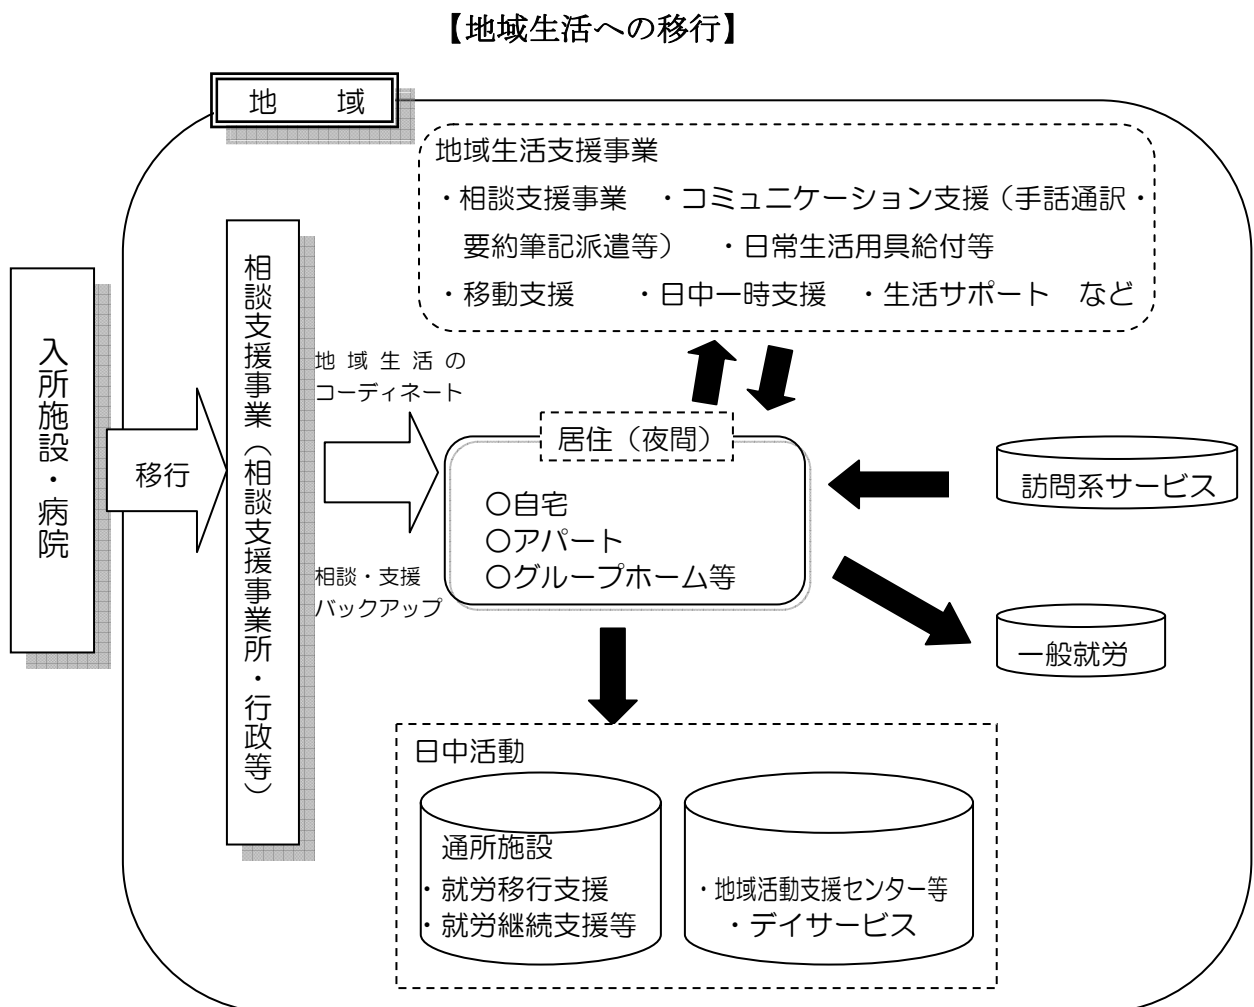 【地域生活への移行】
地　域
地域生活支援事業
・相談支援事業　・コミュニケーション支援（手話通訳・
要約筆記派遣等）　・日常生活用具給付等
・移動支援　　・日中一時支援　・生活サポート　など
入所施設・病院
移行
相談支援事業（相談支援事業所・行政等）
地域生活の
コーディネート
相談・支援
バックアップ
居住（夜間）
〇自宅
〇アパート
〇グループホーム等
訪問系サービス
一般就労
日中活動
通所施設
・就労移行支援
・就労継続支援等
・地域活動支援センター等
・デイサービス